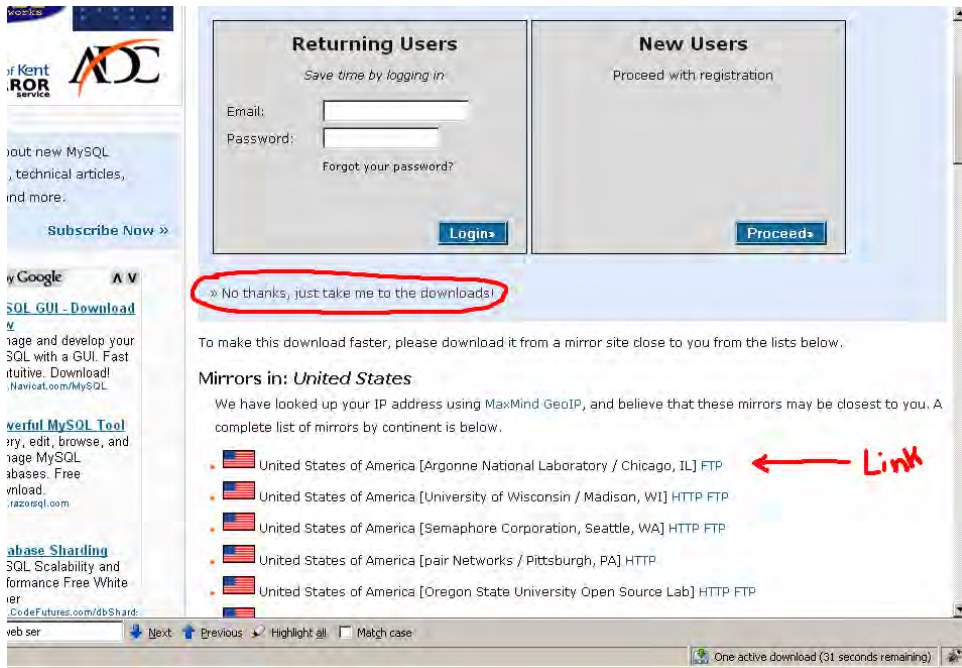 works
of Kent
RROR
service
ADC
bout new MySQL
, technical articles,
and more.
Subscribe Now »
by Google
SQL GUI - Download
hage and develop your
SQL with a GUI. Fast
tuitive. Download!
.Navicat.com/MySQL
werful MySQL Tool
ery, edit, browse, and
nage MySQL
abases. Free
wnload.
.razorsql.com
abase Sharding
SQL Scalability and
formance Free White
per
.CodeFutures.com/dbShard:
Returning Users
Save time by logging in
Email:
Password:
Forgot your password?
Login»
New Users
Proceed with registration
Proceed»
» No thanks, just take me to the downloads!
To make this download faster, please download it from a mirror site close to you from the lists below.
Mirrors in: United States
We have looked up your IP address using MaxMind GeoIP, and believe that these mirrors may be closest to you. A
complete list of mirrors by continent is below.
United States of America [Argonne National Laboratory / Chicago, IL] FTP
Link
United States of America [University of Wisconsin / Madison, WI] HTTP FTP
United States of America [Semaphore Corporation, Seattle, WA] HTTP FTP
United States of America [pair Networks / Pittsburgh, PA] HTTP
United States of America [Oregon State University Open Source Lab] HTTP FTP
web ser
Next Previous Highlight all Match case
One active download (31 seconds remaining)